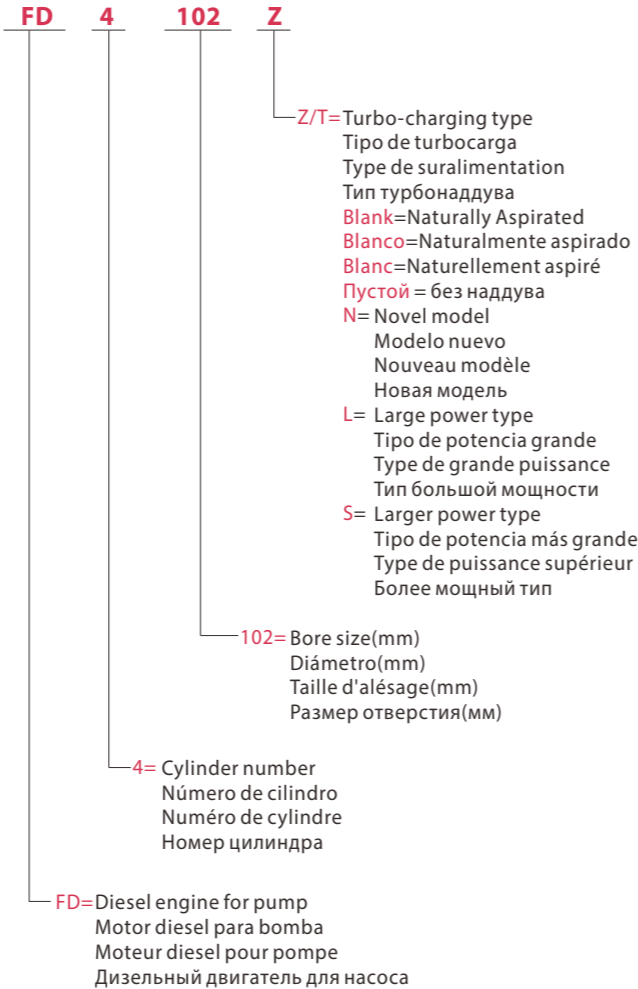 FD 4 102 Z
Z/T=Turbo-charging type
Tipo de turbocarga
Type de suralimentation
Тип турбонаддува
Blank=Naturally Aspirated
Blanco=Naturalmente aspirado
Blanc=Naturellement aspiré
Пустой = без наддува
N= Novel model
Modelo nuevo
Nouveau modèle
Новая модель
L= Large power type
Tipo de potencia grande
Type de grande puissance
Тип большой мощности
S= Larger power type
Tipo de potencia más grande
Type de puissance supérieur
Более мощный тип
102= Bore size(mm)
Diámetro(mm)
Taille d'alésage(mm)
Размер отверстия(мм)
4= Cylinder number
Número de cilindro
Numéro de cylindre
Номер цилиндра
FD=Diesel engine for pump
Motor diesel para bomba
Moteur diesel pour pompe
Дизельный двигатель для насоса